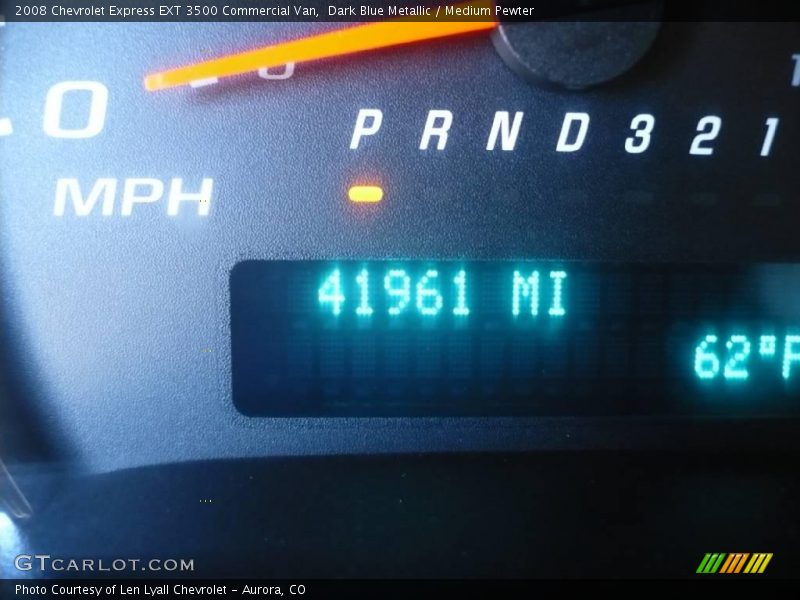 2008 Chevrolet Express EXT 3500 Commercial Van,  Dark Blue Metallic / Medium Pewter
0
P R N D 3 2 1
MPH
41961 MI
62°F
GTCARLOT.COM
Photo Courtesy of Len Lyall Chevrolet – Aurora, CO